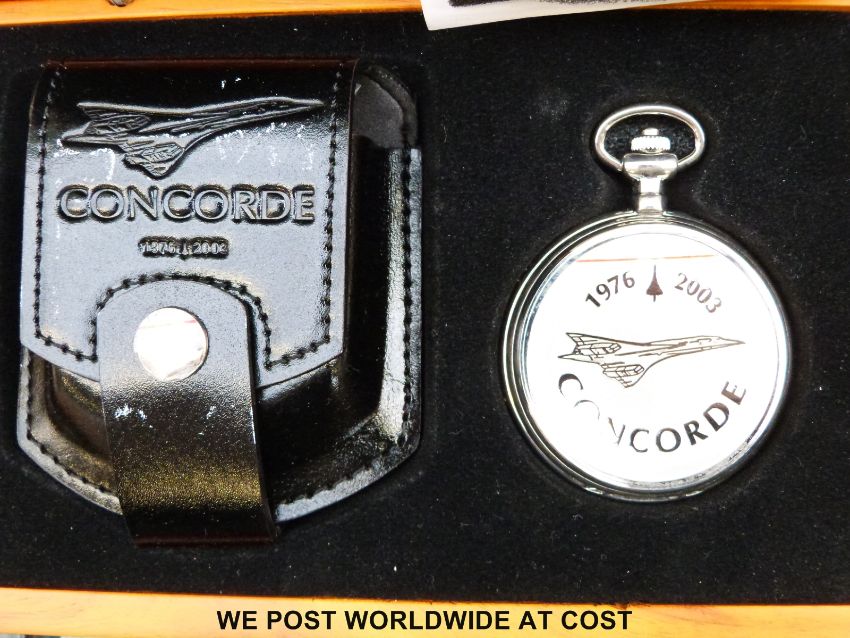 CONCORDE
1976 2003
1976 2003
CONCORDE
WE POST WORLDWIDE AT COST